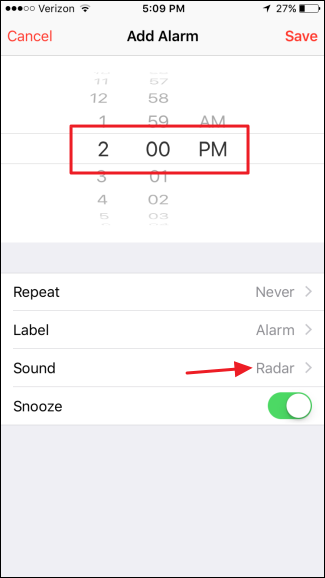 Verizon 5:09 PM 27%
Cancel Add Alarm Save
11 57
12 58
1 59 AM
2 00 PM
3 01
4 02
5 03
Repeat Never
Label Alarm
Sound Radar
Snooze